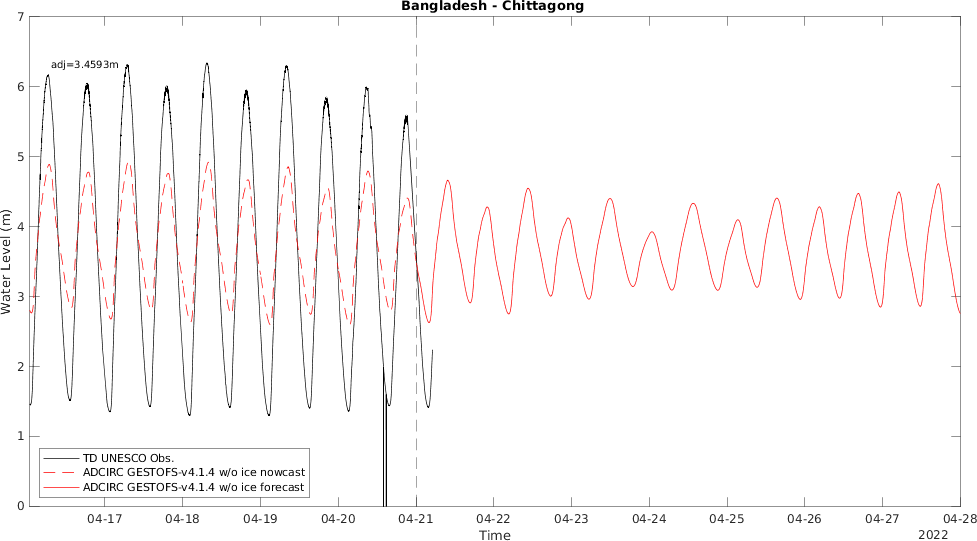 Bangladesh - Chittagong
adj=3.4593m
7
6
5
4
3
2
1
0
Water Level (m)
TD UNESCO Obs.
ADCIRC GESTOFS-v4.1.4 w/o ice nowcast
ADCIRC GESTOFS-v4.1.4 w/o ice forecast
04-17 04-18 04-19 04-20 04-21 04-22 04-23 04-24 04-25 04-26 04-27 04-28
Time
2022